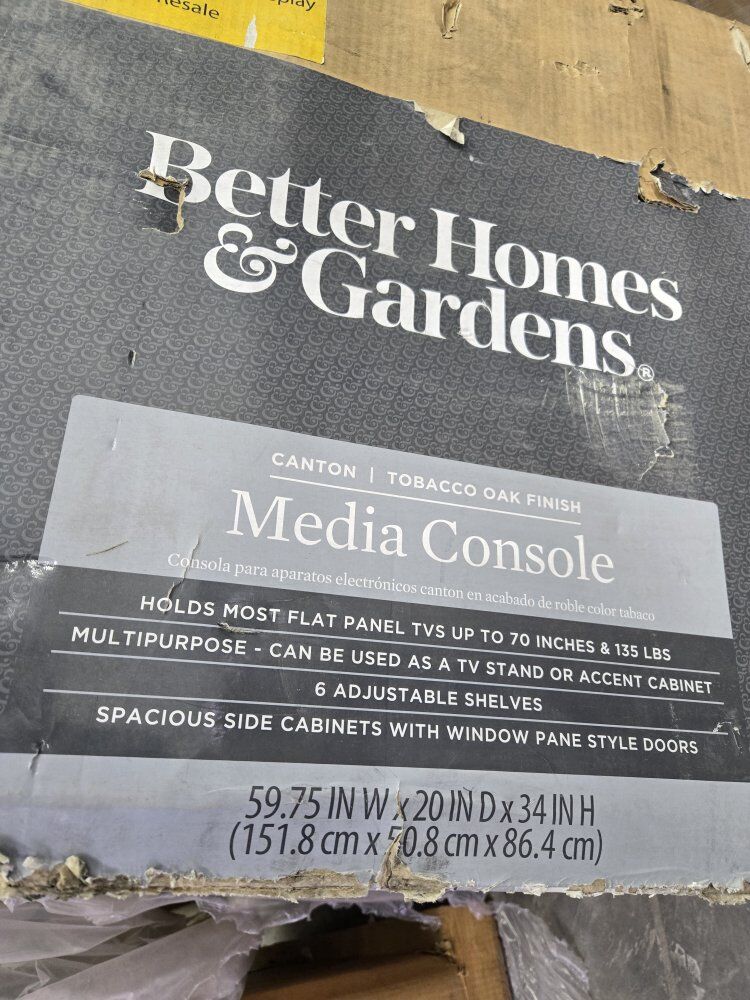 Resale
Better Homes
& Gardens®
CANTON | TOBACCO OAK FINISH
Media Console
Consola para aparatos electrónicos canton en acabado de roble color tabaco
HOLDS MOST FLAT PANEL TVS UP TO 70 INCHES & 135 LBS
MULTIPURPOSE - CAN BE USED AS A TV STAND OR ACCENT CABINET
6 ADJUSTABLE SHELVES
SPACIOUS SIDE CABINETS WITH WINDOW PANE STYLE DOORS
59.75 IN W x 20 IN D x 34 IN H
(151.8 cm x 50.8 cm x 86.4 cm)